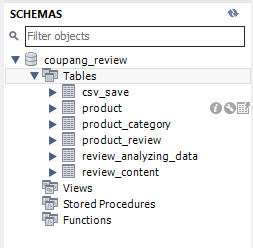 SCHEMAS
Filter objects
coupang_review
Tables
csv_save
product
product_category
product_review
review_analyzing_data
review_content
Views
Stored Procedures
Functions